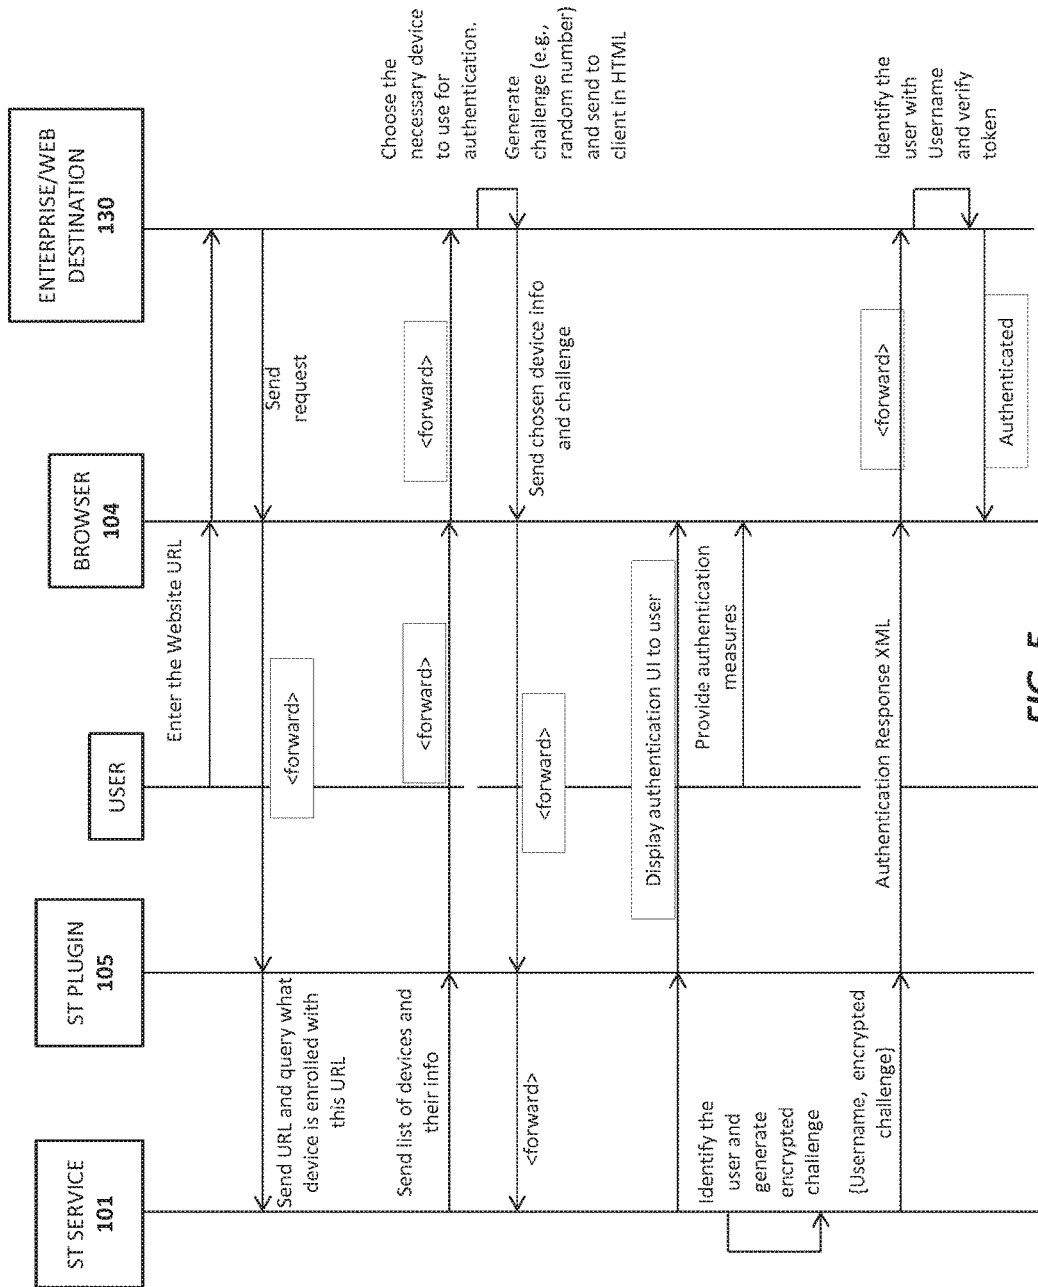 ST SERVICE
101
ST PLUGIN
105
USER
BROWSER
104
ENTERPRISE/WEB
DESTINATION
130
Enter the Website URL
Send
request
<forward>
Send URL and query what
device is enrolled with
this URL
Send list of devices and
their info
<forward>
<forward>
Choose the
necessary device
to use for
authentication.
Generate
challenge (e.g.,
random number)
and send to
client in HTML
Send chosen device info
and challenge
<forward>
<forward>
Display authentication UI to user
Provide authentication
measures
Identify the
user and
generate
encrypted
challenge
{Username, encrypted
challenge}
Authentication Response XML
<forward>
Identify the
user with
Username
and verify
token
Authenticated
FIG. 5